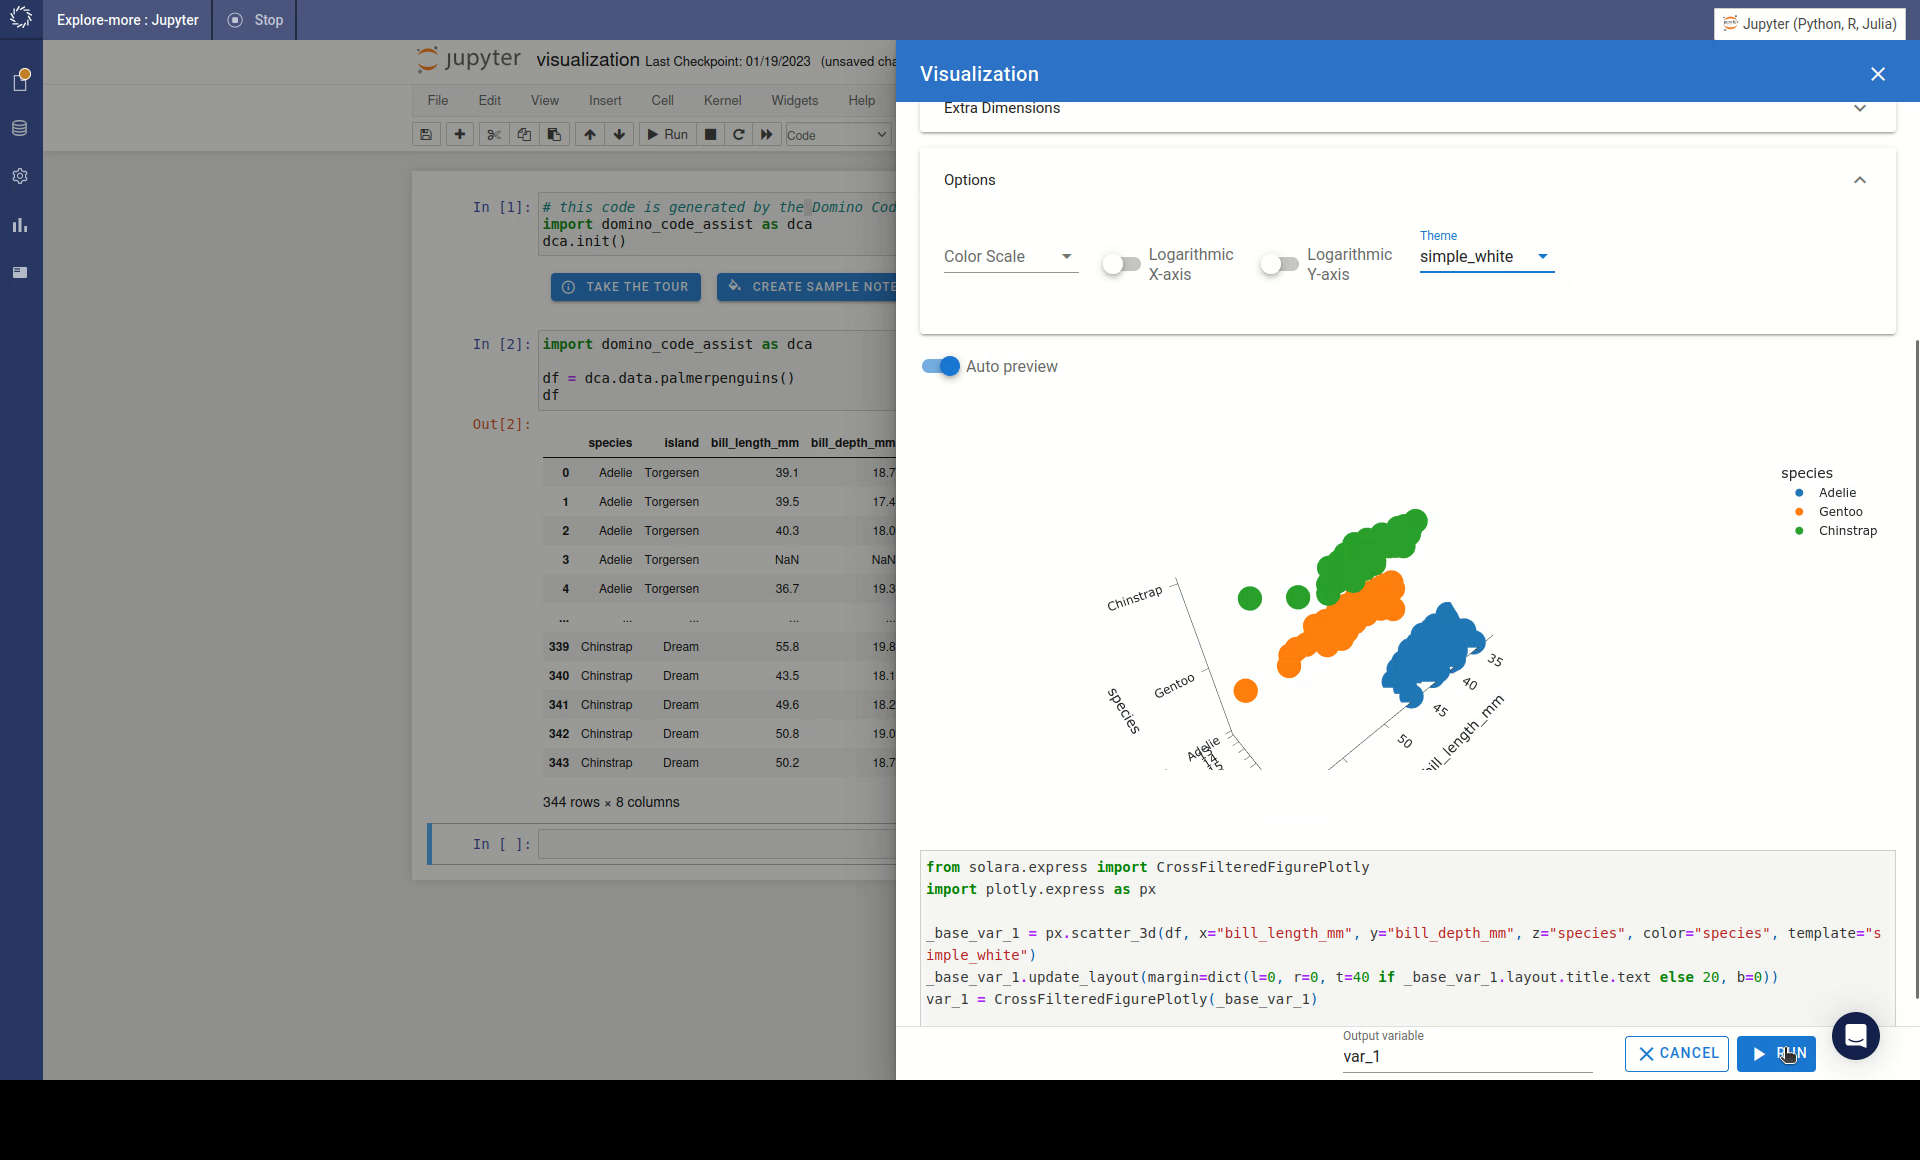 Explore-more : Jupyter
Stop
Jupyter (Python, R, Julia)
jupyter visualization Last Checkpoint: 01/19/2023 (unsaved cha
File Edit View Insert Cell Kernel Widgets Help
Run Code
In [1]: # this code is generated by the Domino Cod
import domino_code_assist as dca
dca.init()
TAKE THE TOUR
CREATE SAMPLE NOTE
In [2]: import domino_code_assist as dca
df = dca.data.palmerpenguins()
df
Out[2]:
species island bill_length_mm bill_depth_mm
0 Adelie Torgersen 39.1 18.7
1 Adelie Torgersen 39.5 17.4
2 Adelie Torgersen 40.3 18.0
3 Adelie Torgersen NaN NaN
4 Adelie Torgersen 36.7 19.3
... ... ... ... ...
339 Chinstrap Dream 55.8 19.8
340 Chinstrap Dream 43.5 18.1
341 Chinstrap Dream 49.6 18.2
342 Chinstrap Dream 50.8 19.0
343 Chinstrap Dream 50.2 18.7
344 rows × 8 columns
In [ ]:
Visualization
Extra Dimensions
Options
Color Scale
Logarithmic
X-axis
Logarithmic
Y-axis
Theme
simple_white
Auto preview
species
Adelie
Gentoo
Chinstrap
Chinstrap
Gentoo
Adelie
species
35
40
45
50
bill_length_mm
from solara.express import CrossFilteredFigurePlotly
import plotly.express as px
_base_var_1 = px.scatter_3d(df, x="bill_length_mm", y="bill_depth_mm", z="species", color="species", template="s
imple_white")
_base_var_1.update_layout(margin=dict(l=0, r=0, t=40 if _base_var_1.layout.title.text else 20, b=0))
var_1 = CrossFilteredFigurePlotly(_base_var_1)
Output variable
var_1
CANCEL
RUN